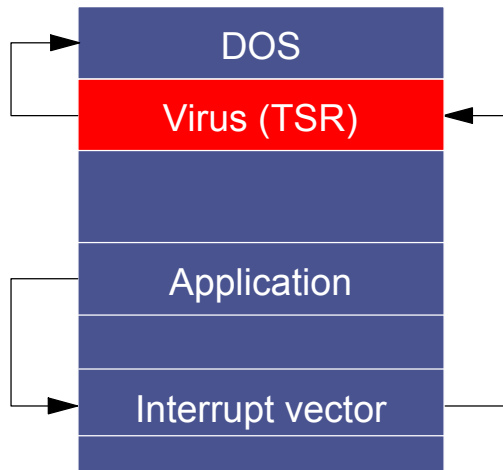 DOS
Virus (TSR)
Application
Interrupt vector